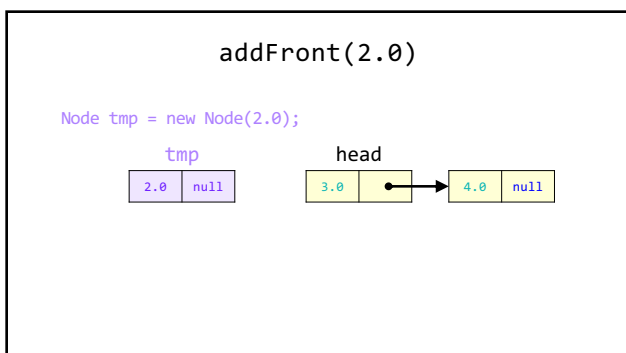 addFront(2.0)
Node tmp = new Node(2.0);
tmp head
2.0 null 3.0 4.0 null